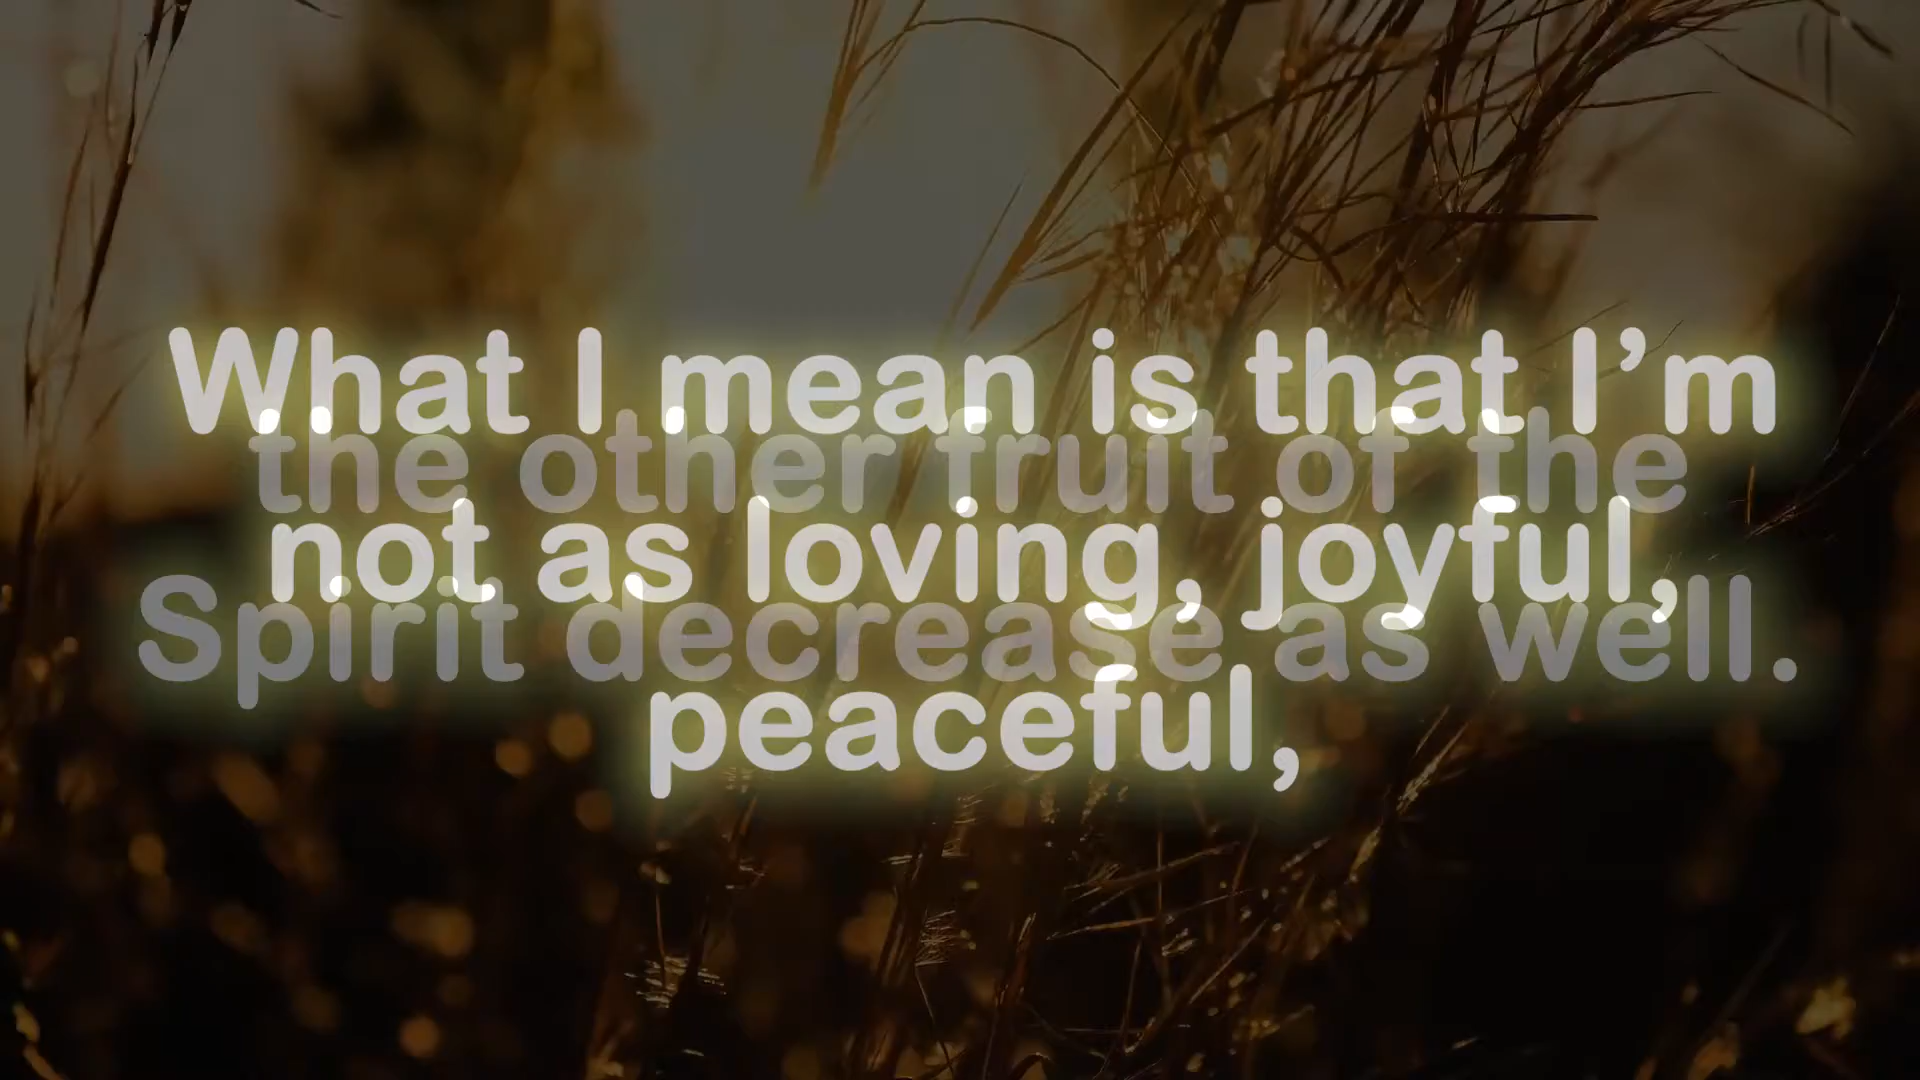 What I mean is that I’m
the other fruit of the
not as loving, joyful,
Spirit decrease as well.
peaceful,